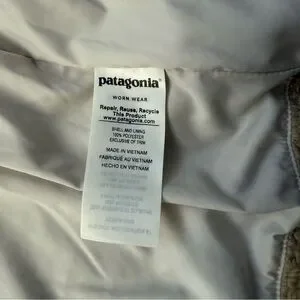 patagonia®
WORN WEAR
Repair, Reuse, Recycle
This Product
www.patagonia.com
SHELL AND LINING
100% POLYESTER
EXCLUSIVE OF TRIM
MADE IN VIETNAM
FABRIQUÉ AU VIETNAM
HECHO EN VIETNAM